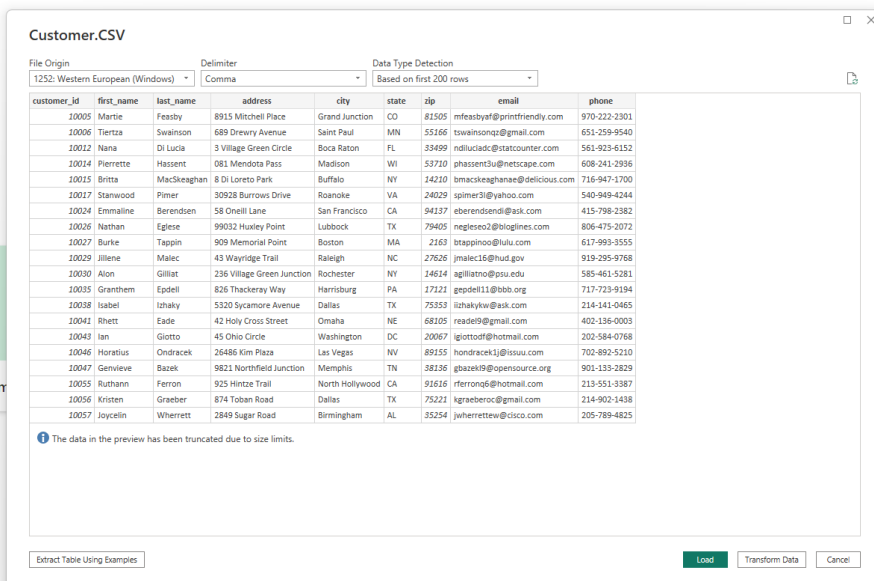 Customer.CSV
File Origin Delimiter Data Type Detection
1252: Western European (Windows) Comma Based on first 200 rows
customer_id first_name last_name address city state zip email phone
10005 Martie Feasby 8915 Mitchell Place Grand Junction CO 81505 mfeasbyaf@printfriendly.com 970-222-2301
10006 Tiertza Swainson 689 Drewry Avenue Saint Paul MN 55166 tswainsonqz@gmail.com 651-259-9540
10012 Nana Di Lucia 3 Village Green Circle Boca Raton FL 33499 ndiluciadc@statcounter.com 561-923-6152
10014 Pierrette Hassent 081 Mendota Pass Madison WI 53710 phassent3u@netscape.com 608-241-2936
10015 Britta MacSkeaghan 8 Di Loreto Park Buffalo NY 14210 bmacskeaghanae@delicious.com 716-947-1700
10017 Stanwood Pimer 30928 Burrows Drive Roanoke VA 24029 spimer3l@yahoo.com 540-949-4244
10024 Emmaline Berendsen 58 Oneill Lane San Francisco CA 94137 eberendsendi@ask.com 415-798-2382
10026 Nathan Eglese 99032 Huxley Point Lubbock TX 79405 negleseo2@bloglines.com 806-475-2072
10027 Burke Tappin 909 Memorial Point Boston MA 2163 btappinoo@lulu.com 617-993-3555
10029 Jillene Malec 43 Wayridge Trail Raleigh NC 27626 jmalec16@hud.gov 919-295-9768
10030 Alon Gilliat 236 Village Green Junction Rochester NY 14614 agilliatno@psu.edu 585-461-5281
10035 Granthem Epdell 826 Thackeray Way Harrisburg PA 17121 gepdell11@bbb.org 717-723-9194
10038 Isabel Izhaky 5320 Sycamore Avenue Dallas TX 75353 iizhakykw@ask.com 214-141-0465
10041 Rhett Eade 42 Holy Cross Street Omaha NE 68105 readel9@gmail.com 402-136-0003
10043 Ian Giotto 45 Ohio Circle Washington DC 20067 igiottodf@hotmail.com 202-584-0768
10046 Horatius Ondracek 26486 Kim Plaza Las Vegas NV 89155 hondracek1j@issuu.com 702-892-5210
10047 Genvieve Bazek 9821 Northfield Junction Memphis TN 38136 gbazekl9@opensource.org 901-133-2829
10055 Ruthann Ferron 925 Hintze Trail North Hollywood CA 91616 rferronq6@hotmail.com 213-551-3387
10056 Kristen Graeber 874 Toban Road Dallas TX 75221 kgraeberoc@gmail.com 214-902-1438
10057 Joycelin Wherrett 2849 Sugar Road Birmingham AL 35254 jwherrettew@cisco.com 205-789-4825
The data in the preview has been truncated due to size limits.
Extract Table Using Examples Load Transform Data Cancel